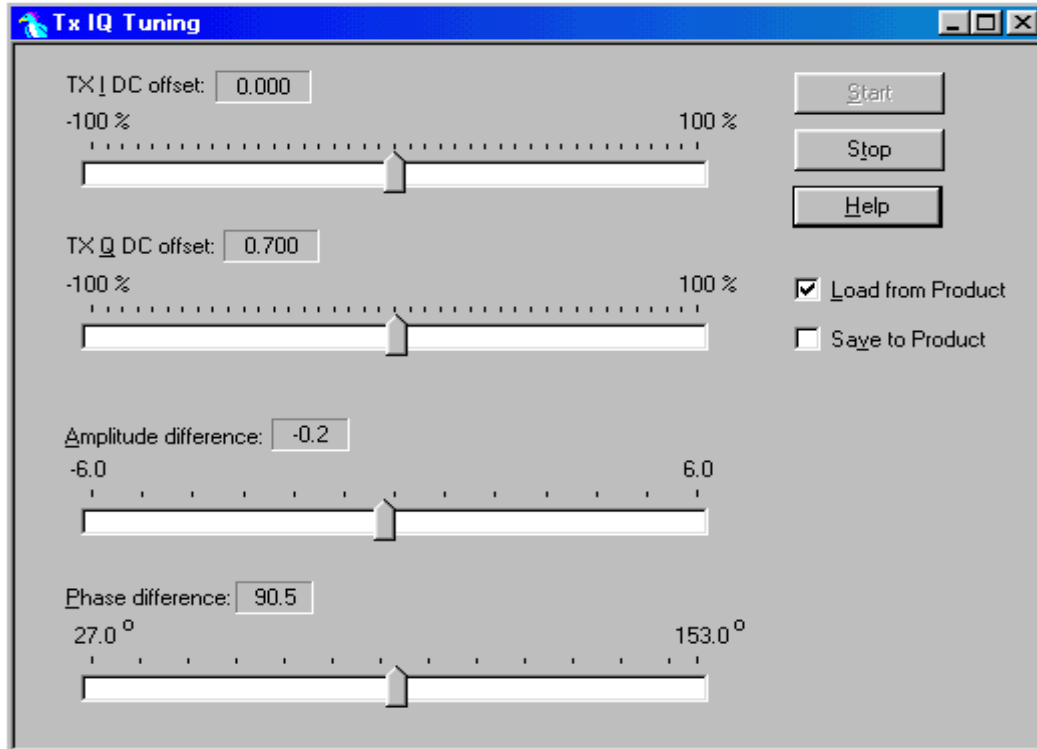 Tx IQ Tuning
TX I DC offset: 0.000
-100 % 100 %
TX Q DC offset: 0.700
-100 % 100 %
Amplitude difference: -0.2
-6.0 6.0
Phase difference: 90.5
27.0 o 153.0 o
Start
Stop
Help
Load from Product
Save to Product